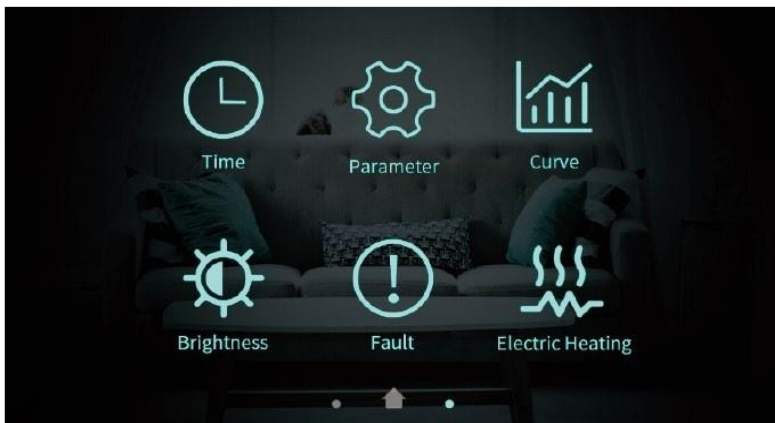 Time
Parameter
Curve
Brightness
Fault
Electric Heating